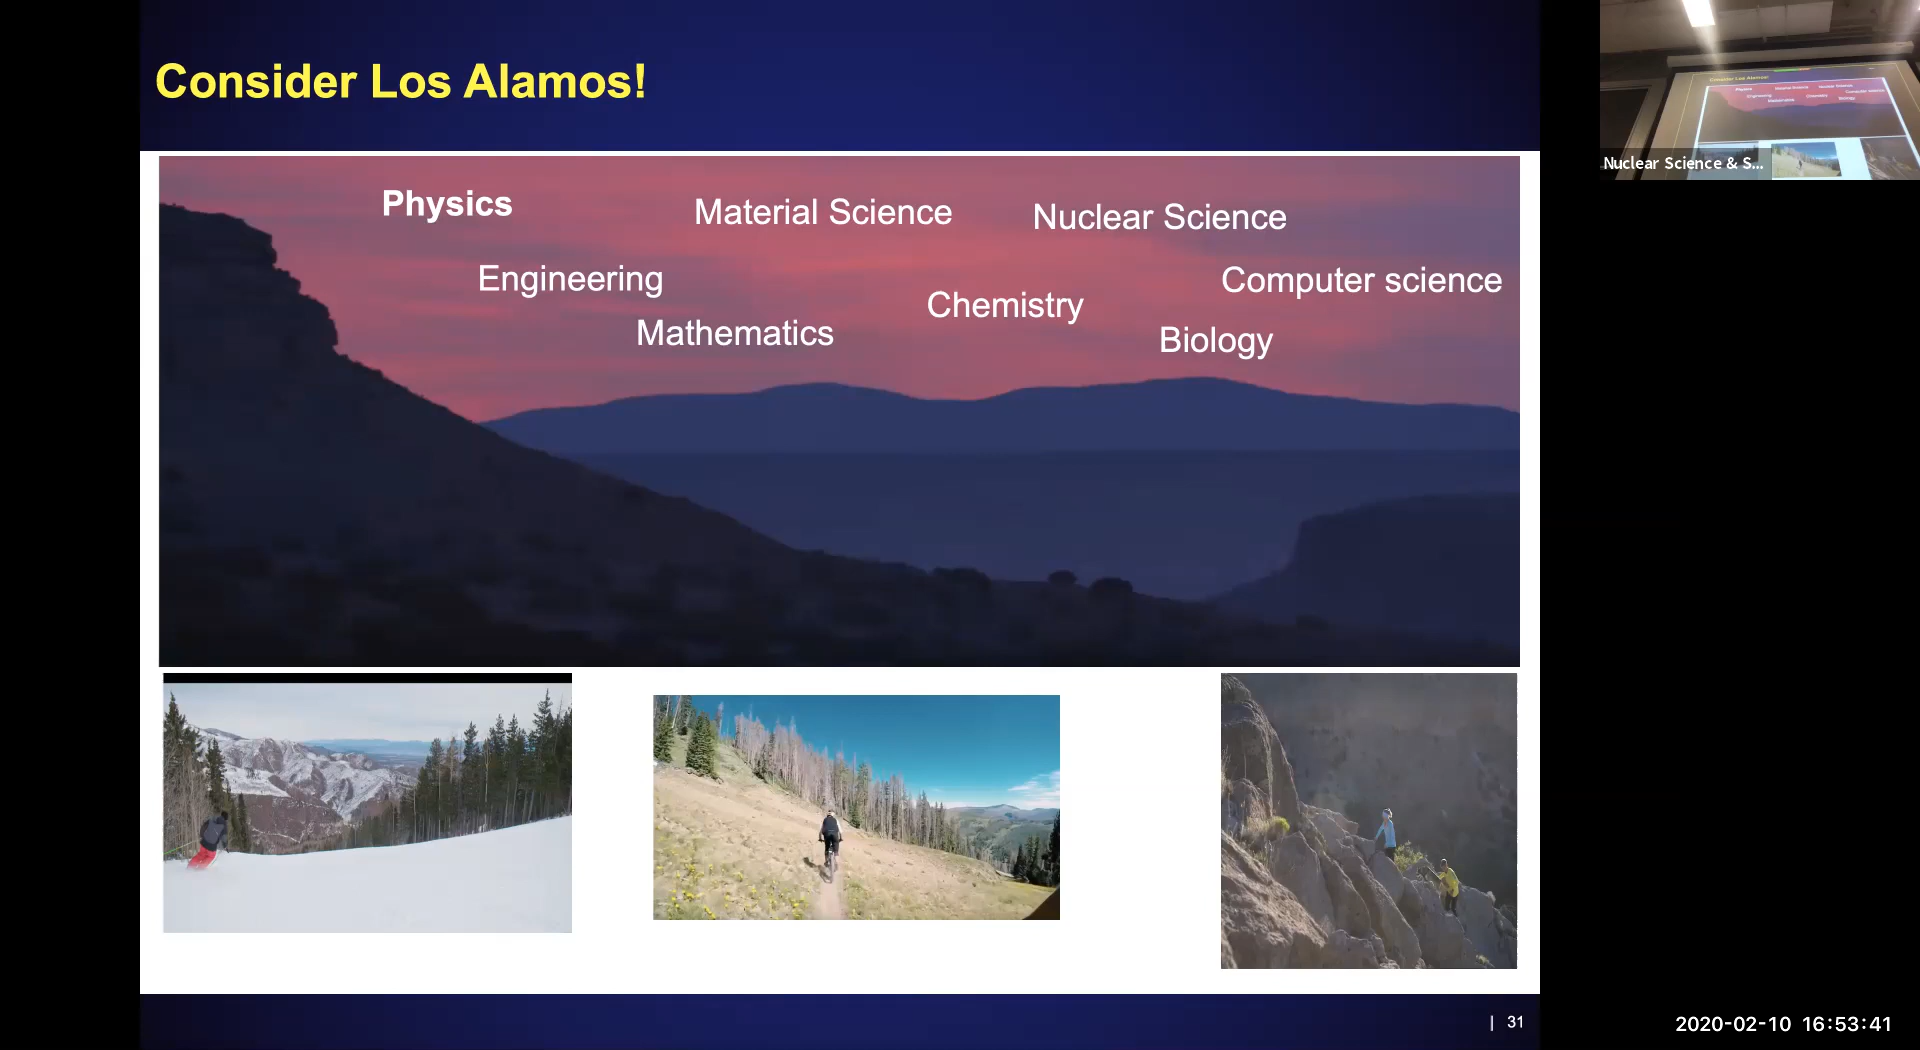 Consider Los Alamos!
Physics
Material Science
Nuclear Science
Engineering
Computer science
Chemistry
Mathematics
Biology
| 31
Nuclear Science & S...
2020-02-10 16:53:41